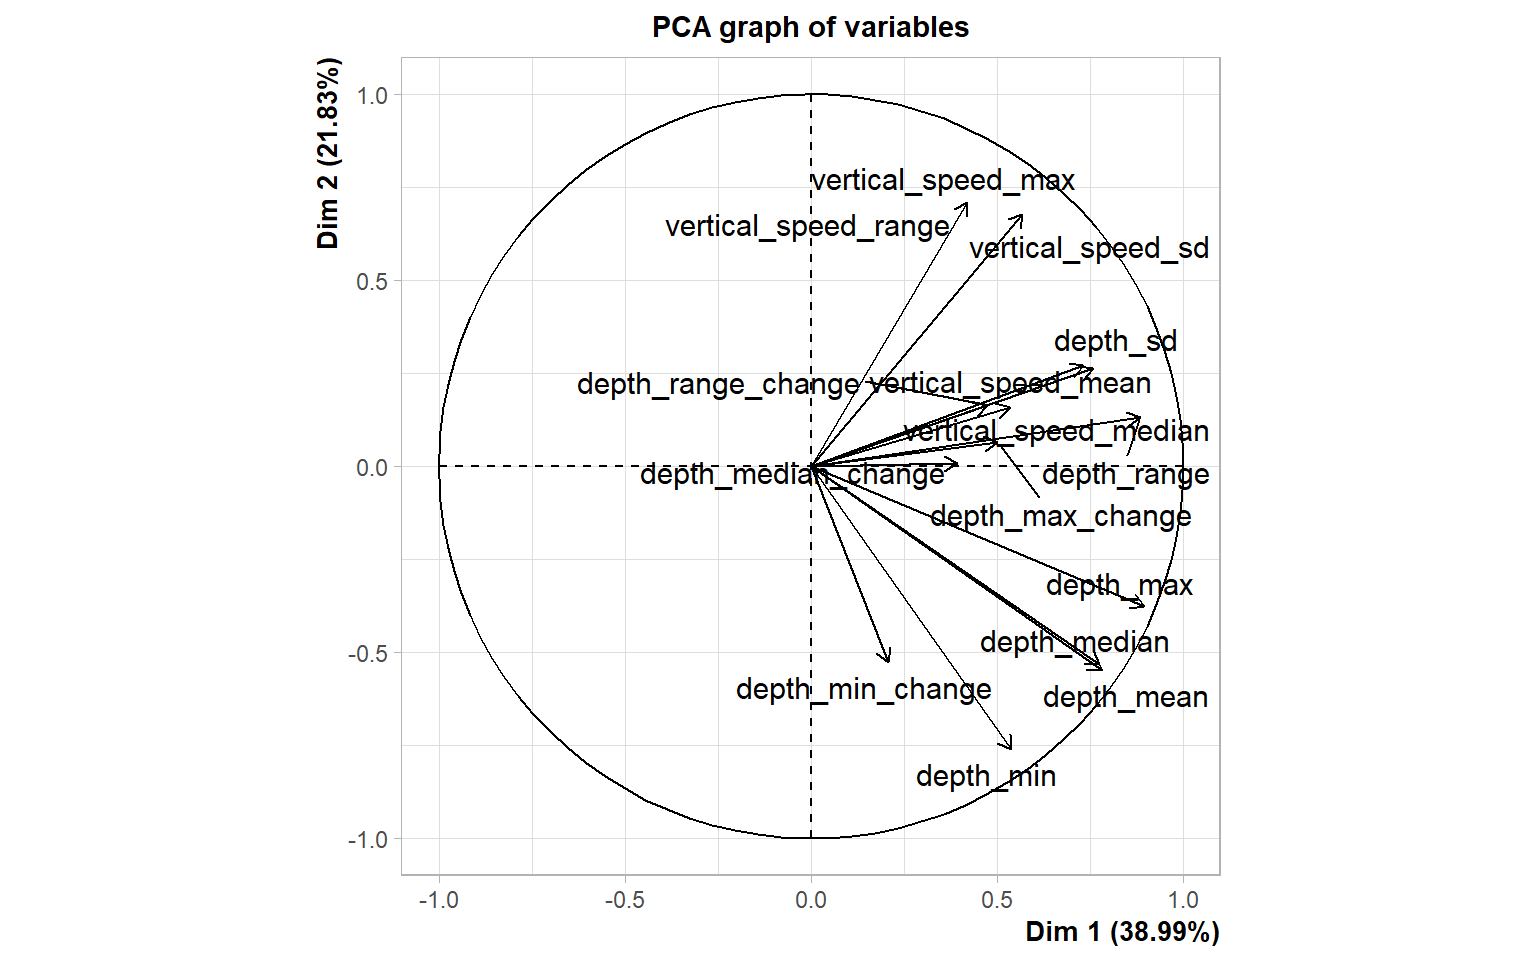 PCA graph of variables
Dim 2 (21.83%)
1.0
0.5
0.0
-0.5
-1.0
vertical_speed_max
vertical_speed_range
vertical_speed_sd
depth_sd
depth_range_change
vertical_speed_mean
vertical_speed_median
depth_median_change
depth_range
depth_max_change
depth_max
depth_median
depth_min_change
depth_mean
depth_min
-1.0
-0.5
0.0
0.5
1.0
Dim 1 (38.99%)